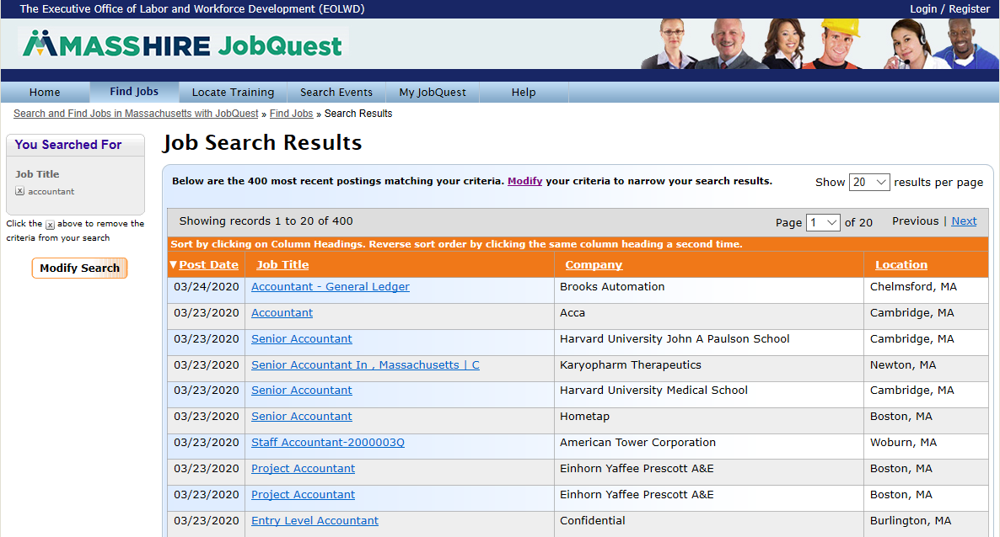 The Executive Office of Labor and Workforce Development (EOLWD) Login / Register
MASSHIRE JobQuest
Home Find Jobs Locate Training Search Events My JobQuest Help
Search and Find Jobs in Massachusetts with JobQuest » Find Jobs » Search Results
You Searched For
Job Title
x accountant
Click the x above to remove the
criteria from your search
Modify Search
Job Search Results
Below are the 400 most recent postings matching your criteria. Modify your criteria to narrow your search results. Show 20 results per page
Showing records 1 to 20 of 400 Page 1 of 20 Previous | Next
Sort by clicking on Column Headings. Reverse sort order by clicking the same column heading a second time.
▼Post Date Job Title Company Location
03/24/2020 Accountant - General Ledger Brooks Automation Chelmsford, MA
03/23/2020 Accountant Acca Cambridge, MA
03/23/2020 Senior Accountant Harvard University John A Paulson School Cambridge, MA
03/23/2020 Senior Accountant In , Massachusetts | C Karyopharm Therapeutics Newton, MA
03/23/2020 Senior Accountant Harvard University Medical School Cambridge, MA
03/23/2020 Senior Accountant Hometap Boston, MA
03/23/2020 Staff Accountant-2000003Q American Tower Corporation Woburn, MA
03/23/2020 Project Accountant Einhorn Yaffee Prescott A&E Boston, MA
03/23/2020 Project Accountant Einhorn Yaffee Prescott A&E Boston, MA
03/23/2020 Entry Level Accountant Confidential Burlington, MA